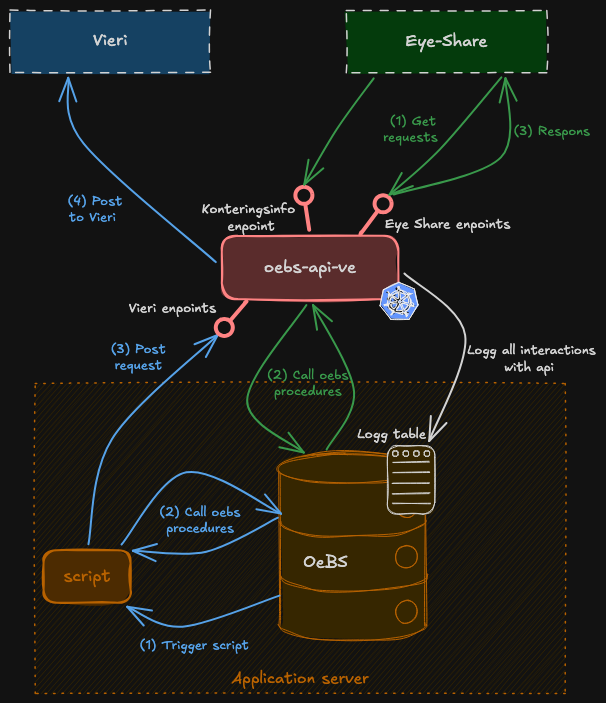 Vieri
Eye-Share
(1) Get
requests
(3) Respons
(4) Post
to Vieri
Konteringsinfo
enpoint
Eye Share enpoints
oebs-api-ve
Vieri enpoints
(3) Post
request
Logg all interactions
with api
(2) Call oebs
procedures
Logg table
(2) Call oebs
procedures
OeBS
script
(1) Trigger script
Application server